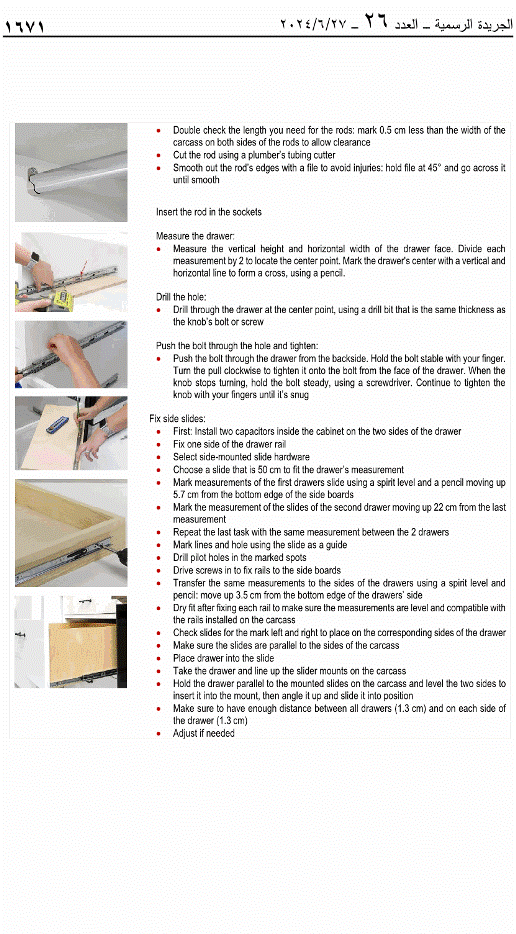 ١٦٧١
الجريدة الرسمية ــ العدد ٢٦ ــ ٢٠٢٤/٦/٢٧
• Double check the length you need for the rods: mark 0.5 cm less than the width of the
carcass on both sides of the rods to allow clearance
• Cut the rod using a plumber's tubing cutter
• Smooth out the rod's edges with a file to avoid injuries: hold file at 45° and go across it
until smooth
Insert the rod in the sockets
Measure the drawer:
• Measure the vertical height and horizontal width of the drawer face. Divide each
measurement by 2 to locate the center point. Mark the drawer's center with a vertical and
horizontal line to form a cross, using a pencil.
Drill the hole:
• Drill through the drawer at the center point, using a drill bit that is the same thickness as
the knob's bolt or screw
Push the bolt through the hole and tighten:
• Push the bolt through the drawer from the backside. Hold the bolt stable with your finger.
Turn the pull clockwise to tighten it onto the bolt from the face of the drawer. When the
knob stops turning, hold the bolt steady, using a screwdriver. Continue to tighten the
knob with your fingers until it's snug
Fix side slides:
• First: Install two capacitors inside the cabinet on the two sides of the drawer
• Fix one side of the drawer rail
• Select side-mounted slide hardware
• Choose a slide that is 50 cm to fit the drawer's measurement
• Mark measurements of the first drawers slide using a spirit level and a pencil moving up
5.7 cm from the bottom edge of the side boards
• Mark the measurement of the slides of the second drawer moving up 22 cm from the last
measurement
• Repeat the last task with the same measurement between the 2 drawers
• Mark lines and hole using the slide as a guide
• Drill pilot holes in the marked spots
• Drive screws in to fix rails to the side boards
• Transfer the same measurements to the sides of the drawers using a spirit level and
pencil: move up 3.5 cm from the bottom edge of the drawers' side
• Dry fit after fixing each rail to make sure the measurements are level and compatible with
the rails installed on the carcass
• Check slides for the mark left and right to place on the corresponding sides of the drawer
• Make sure the slides are parallel to the sides of the carcass
• Place drawer into the slide
• Take the drawer and line up the slider mounts on the carcass
• Hold the drawer parallel to the mounted slides on the carcass and level the two sides to
insert it into the mount, then angle it up and slide it into position
• Make sure to have enough distance between all drawers (1.3 cm) and on each side of
the drawer (1.3 cm)
• Adjust if needed